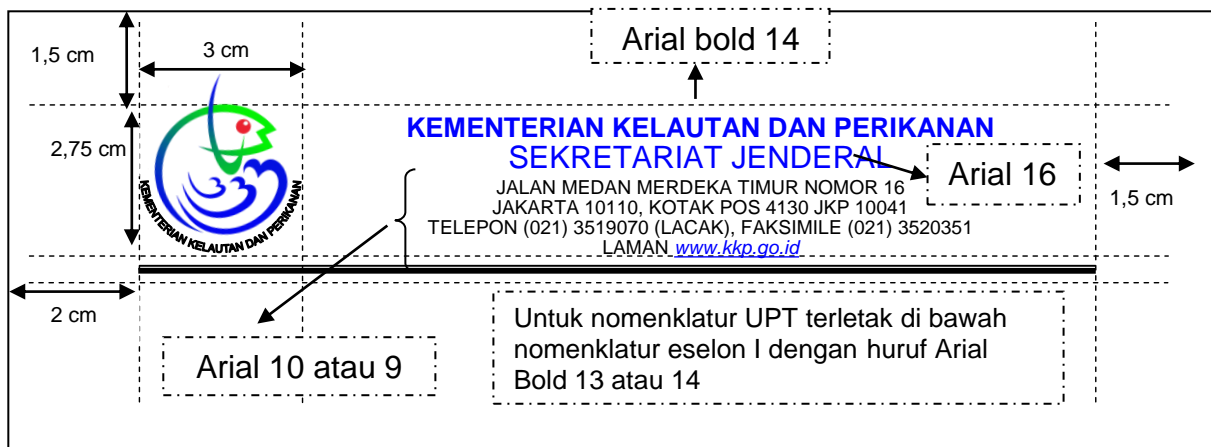 Arial bold 14
1,5 cm
3 cm
2,75 cm
KEMENTERIAN KELAUTAN DAN PERIKANAN
KEMENTERIAN KELAUTAN DAN PERIKANAN
SEKRETARIAT JENDERAL
Arial 16
JALAN MEDAN MERDEKA TIMUR NOMOR 16
JAKARTA 10110, KOTAK POS 4130 JKP 10041
TELEPON (021) 3519070 (LACAK), FAKSIMILE (021) 3520351
LAMAN www.kkp.go.id
1,5 cm
2 cm
Arial 10 atau 9
Untuk nomenklatur UPT terletak di bawah
nomenklatur eselon I dengan huruf Arial
Bold 13 atau 14